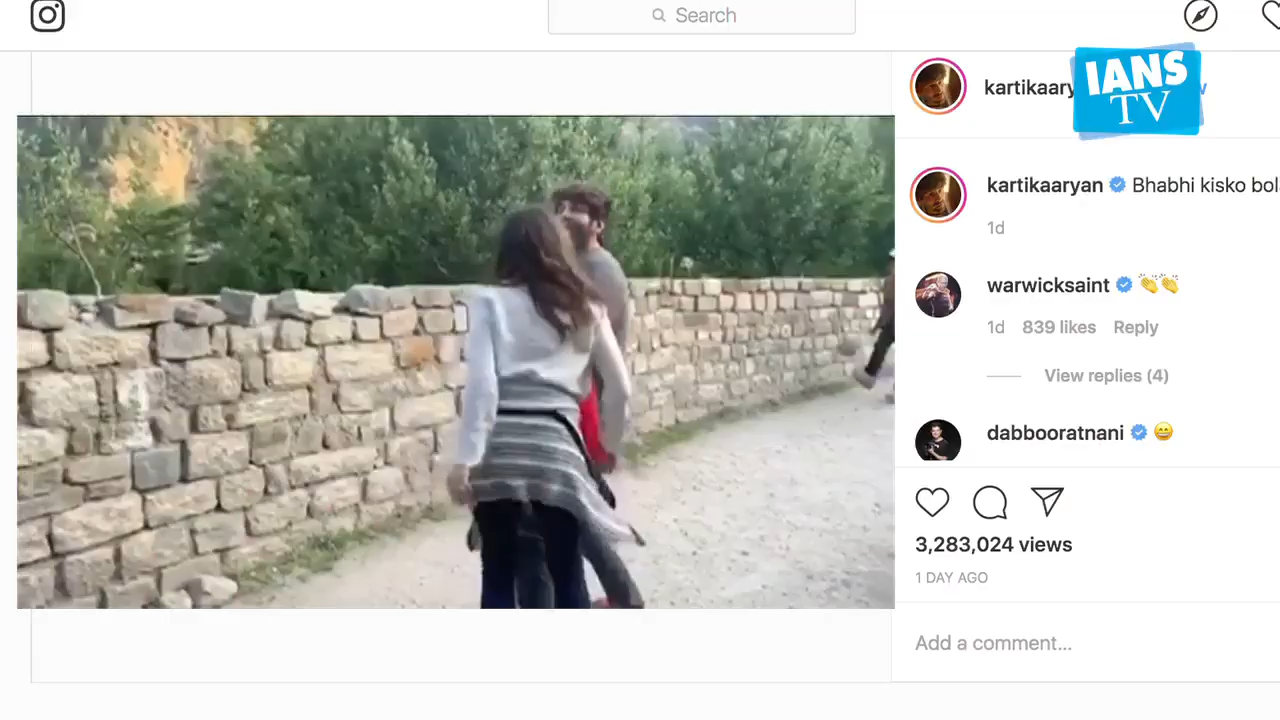 Search
kartikaary
IANS
TV
kartikaaryan Bhabhi kisko bol
1d
warwicksaint 👏👏
1d 839 likes Reply
View replies (4)
dabbooratnani 😄
3,283,024 views
1 DAY AGO
Add a comment...